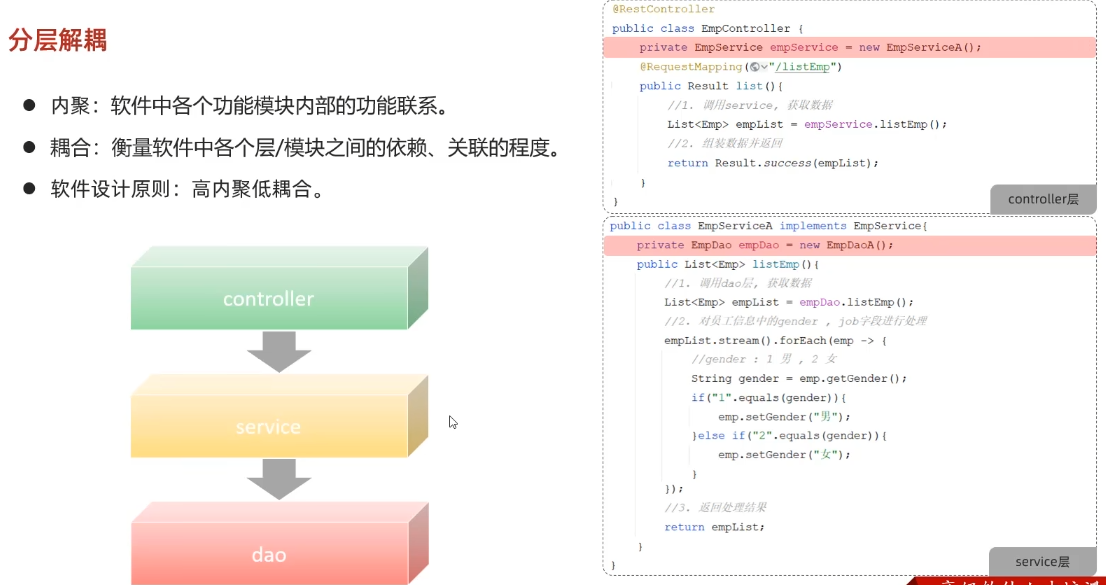 分层解耦
● 内聚：软件中各个功能模块内部的功能联系。
● 耦合：衡量软件中各个层/模块之间的依赖、关联的程度。
● 软件设计原则：高内聚低耦合。
controller
service
dao
@RestController
public class EmpController {
private EmpService empService = new EmpServiceA();
@RequestMapping("/listEmp")
public Result list(){
//1. 调用service, 获取数据
List<Emp> empList = empService.listEmp();
//2. 组装数据并返回
return Result.success(empList);
}
}
controller层
public class EmpServiceA implements EmpService{
private EmpDao empDao = new EmpDaoA();
public List<Emp> listEmp(){
//1. 调用dao层, 获取数据
List<Emp> empList = empDao.listEmp();
//2. 对员工信息中的gender , job字段进行处理
empList.stream().forEach(emp -> {
//gender : 1 男 , 2 女
String gender = emp.getGender();
if("1".equals(gender)){
emp.setGender("男");
}else if("2".equals(gender)){
emp.setGender("女");
}
});
//3. 返回处理结果
return empList;
}
}
service层